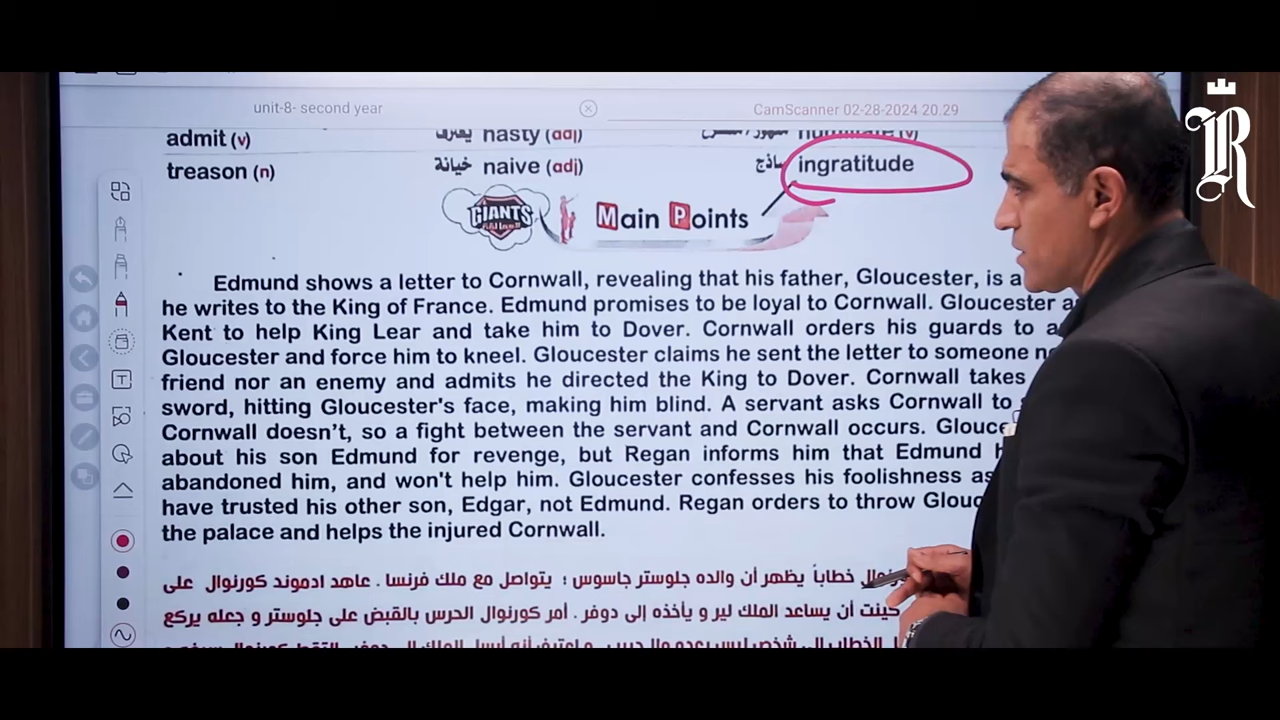 unit-8- second year
CamScanner 02-28-2024 20.29
admit (v) يعترف hasty (adj)
treason (n) خيانة naive (adj) ساذج ingratitude
GIANTS
Main Points
Edmund shows a letter to Cornwall, revealing that his father, Gloucester, is a
he writes to the King of France. Edmund promises to be loyal to Cornwall. Gloucester
Kent to help King Lear and take him to Dover. Cornwall orders his guards to
Gloucester and force him to kneel. Gloucester claims he sent the letter to someone
friend nor an enemy and admits he directed the King to Dover. Cornwall takes
sword, hitting Gloucester's face, making him blind. A servant asks Cornwall to
Cornwall doesn't, so a fight between the servant and Cornwall occurs.
about his son Edmund for revenge, but Regan informs him that Edmund
abandoned him, and won't help him. Gloucester confesses his foolishness
have trusted his other son, Edgar, not Edmund. Regan orders to throw
the palace and helps the injured Cornwall.
خطاباً يظهر أن والده جلوستر جاسوس ؛ يتواصل مع ملك فرنسا . عاهد ادموند كورنوال على
كينت أن يساعد الملك لير و يأخذه إلى دوفر . أمر كورنوال الحرس بالقبض على جلوستر و جعله يركع
R